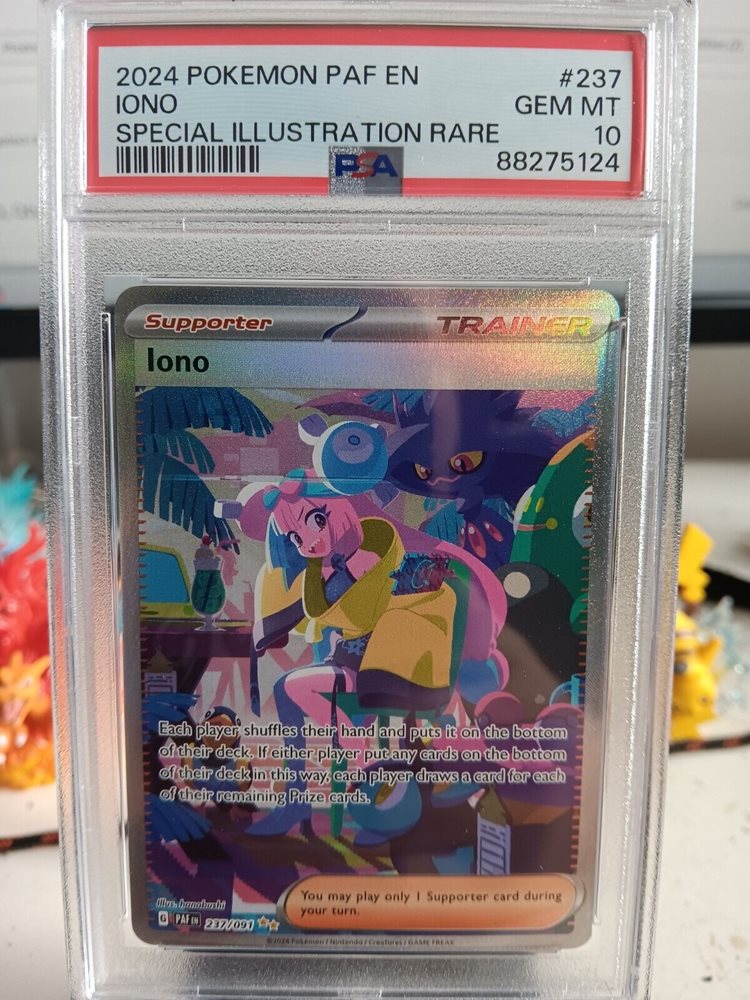 2024 POKEMON PAF EN #237
IONO GEM MT
SPECIAL ILLUSTRATION RARE 10
PSA 88275124
Supporter TRAINER
Iono
Each player shuffles their hand and puts it on the bottom
of their deck. If either player put any cards on the bottom
of their deck in this way, each player draws a card for each
of their remaining Prize cards.
Illus. hanabushi
You may play only 1 Supporter card during
your turn.
G PAF EN 237/091
©2024 Pokémon / Nintendo / Creatures / GAME FREAK